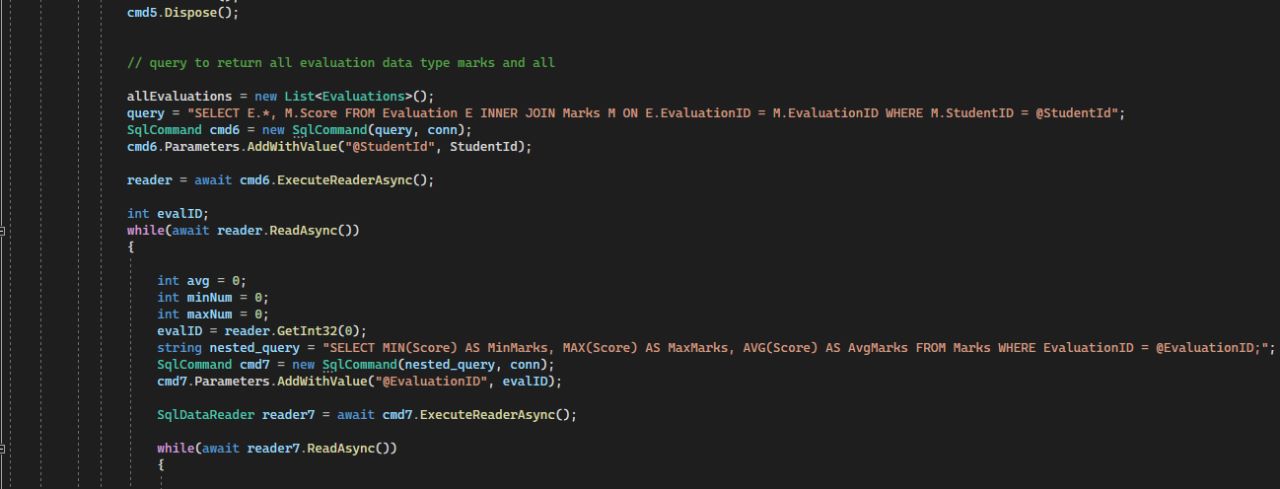 cmd5.Dispose();
// query to return all evaluation data type marks and all
allEvaluations = new List<Evaluations>();
query = "SELECT E.*, M.Score FROM Evaluation E INNER JOIN Marks M ON E.EvaluationID = M.EvaluationID WHERE M.StudentID = @StudentId";
SqlCommand cmd6 = new SqlCommand(query, conn);
cmd6.Parameters.AddWithValue("@StudentId", StudentId);
reader = await cmd6.ExecuteReaderAsync();
int evalID;
while(await reader.ReadAsync())
{
int avg = 0;
int minNum = 0;
int maxNum = 0;
evalID = reader.GetInt32(0);
string nested_query = "SELECT MIN(Score) AS MinMarks, MAX(Score) AS MaxMarks, AVG(Score) AS AvgMarks FROM Marks WHERE EvaluationID = @EvaluationID;";
SqlCommand cmd7 = new SqlCommand(nested_query, conn);
cmd7.Parameters.AddWithValue("@EvaluationID", evalID);
SqlDataReader reader7 = await cmd7.ExecuteReaderAsync();
while(await reader7.ReadAsync())
{